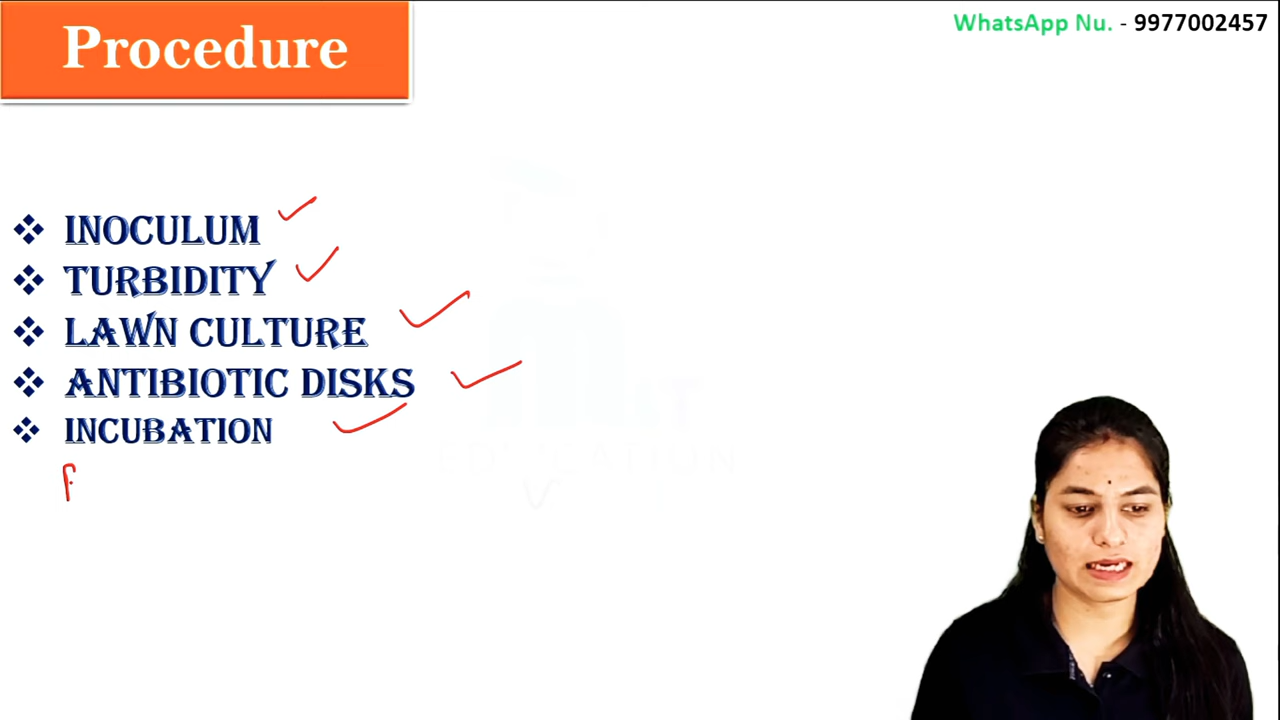 Procedure
WhatsApp Nu. - 9977002457
INOCULUM
TURBIDITY
LAWN CULTURE
ANTIBIOTIC DISKS
INCUBATION